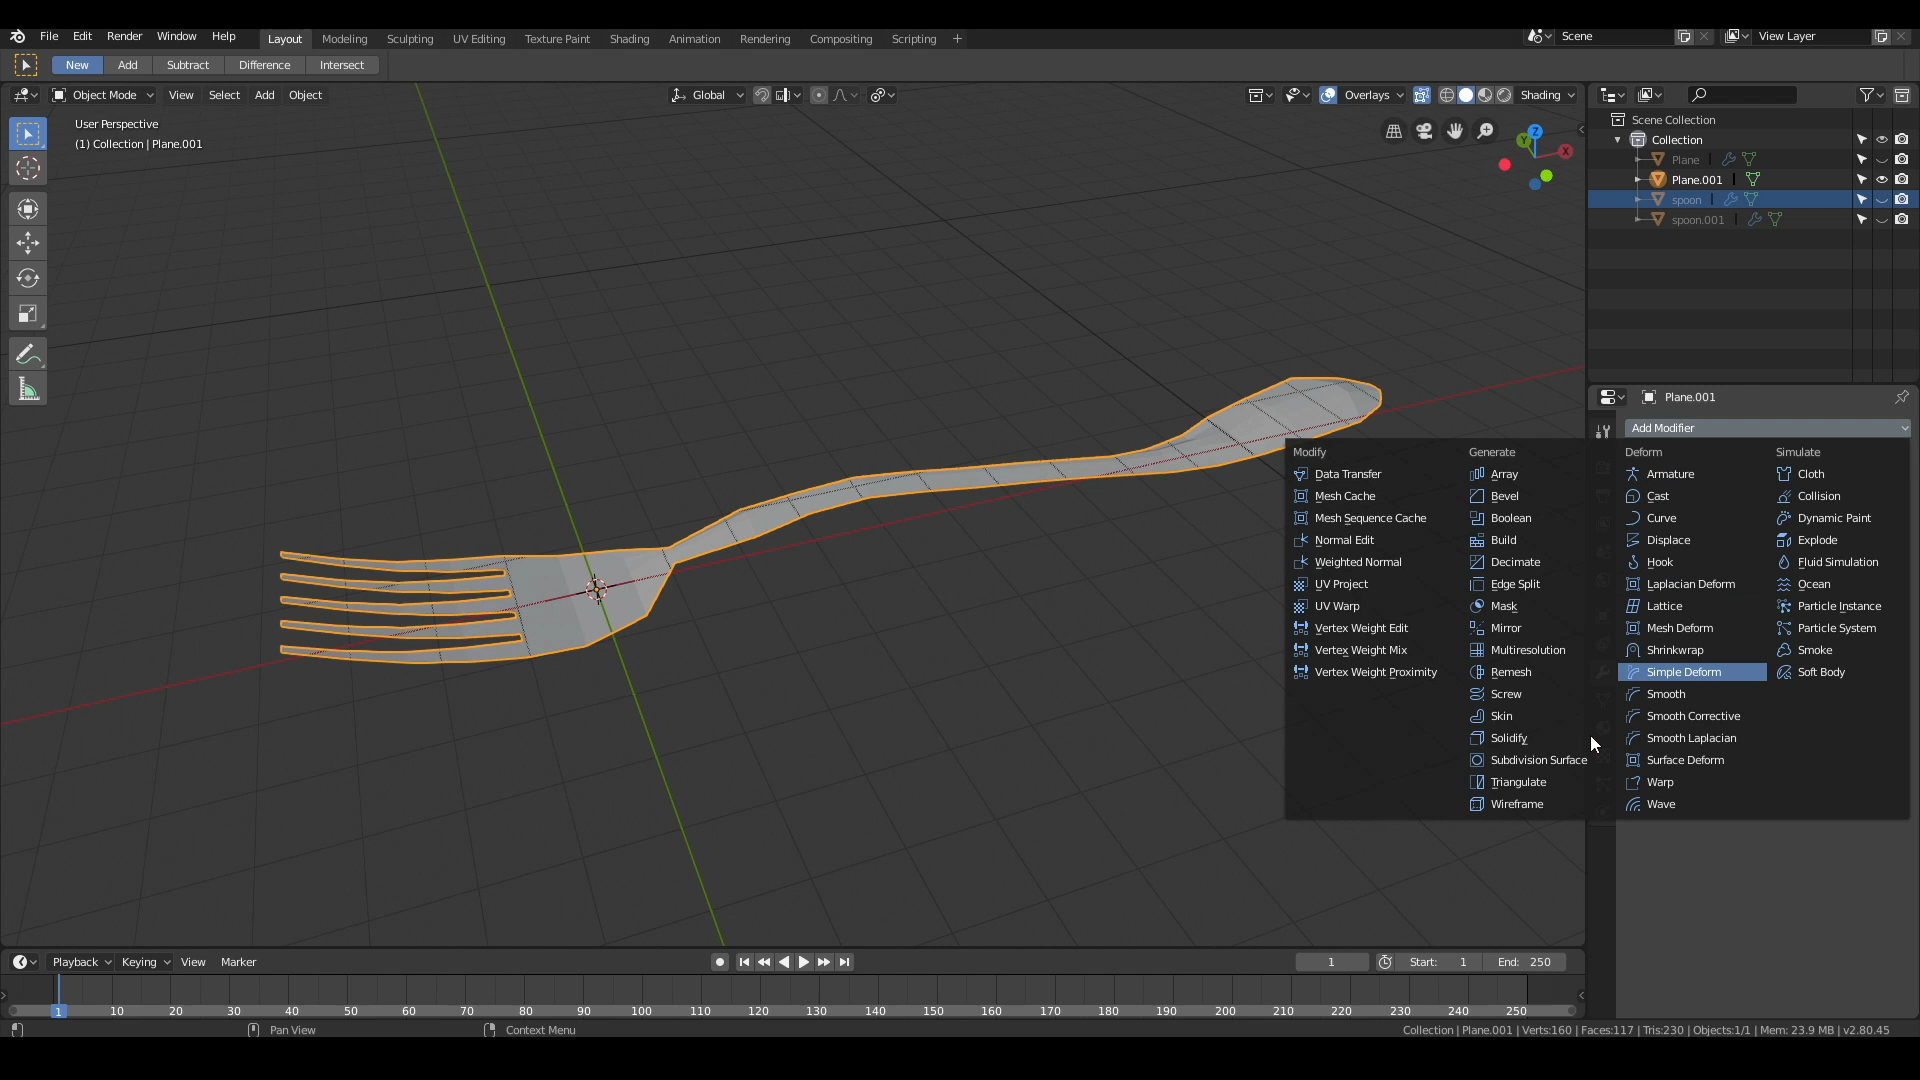 File Edit Render Window Help Layout Modeling Sculpting UV Editing Texture Paint Shading Animation Rendering Compositing Scripting + Scene View Layer
New Add Subtract Difference Intersect
Object Mode View Select Add Object Global Overlays Shading
User Perspective
(1) Collection | Plane.001
Z
Y
X
Scene Collection
Collection
Plane
Plane.001
spoon
spoon.001
Plane.001
Add Modifier
Modify
Data Transfer
Mesh Cache
Mesh Sequence Cache
Normal Edit
Weighted Normal
UV Project
UV Warp
Vertex Weight Edit
Vertex Weight Mix
Vertex Weight Proximity
Generate
Array
Bevel
Boolean
Build
Decimate
Edge Split
Mask
Mirror
Multiresolution
Remesh
Screw
Skin
Solidify
Subdivision Surface
Triangulate
Wireframe
Deform
Armature
Cast
Curve
Displace
Hook
Laplacian Deform
Lattice
Mesh Deform
Shrinkwrap
Simple Deform
Smooth
Smooth Corrective
Smooth Laplacian
Surface Deform
Warp
Wave
Simulate
Cloth
Collision
Dynamic Paint
Explode
Fluid Simulation
Ocean
Particle Instance
Particle System
Smoke
Soft Body
Playback Keying View Marker 1 Start: 1 End: 250
1 10 20 30 40 50 60 70 80 90 100 110 120 130 140 150 160 170 180 190 200 210 220 230 240 250
Pan View Context Menu Collection | Plane.001 | Verts:160 | Faces:117 | Tris:230 | Objects:1/1 | Mem: 23.9 MB | v2.80.45